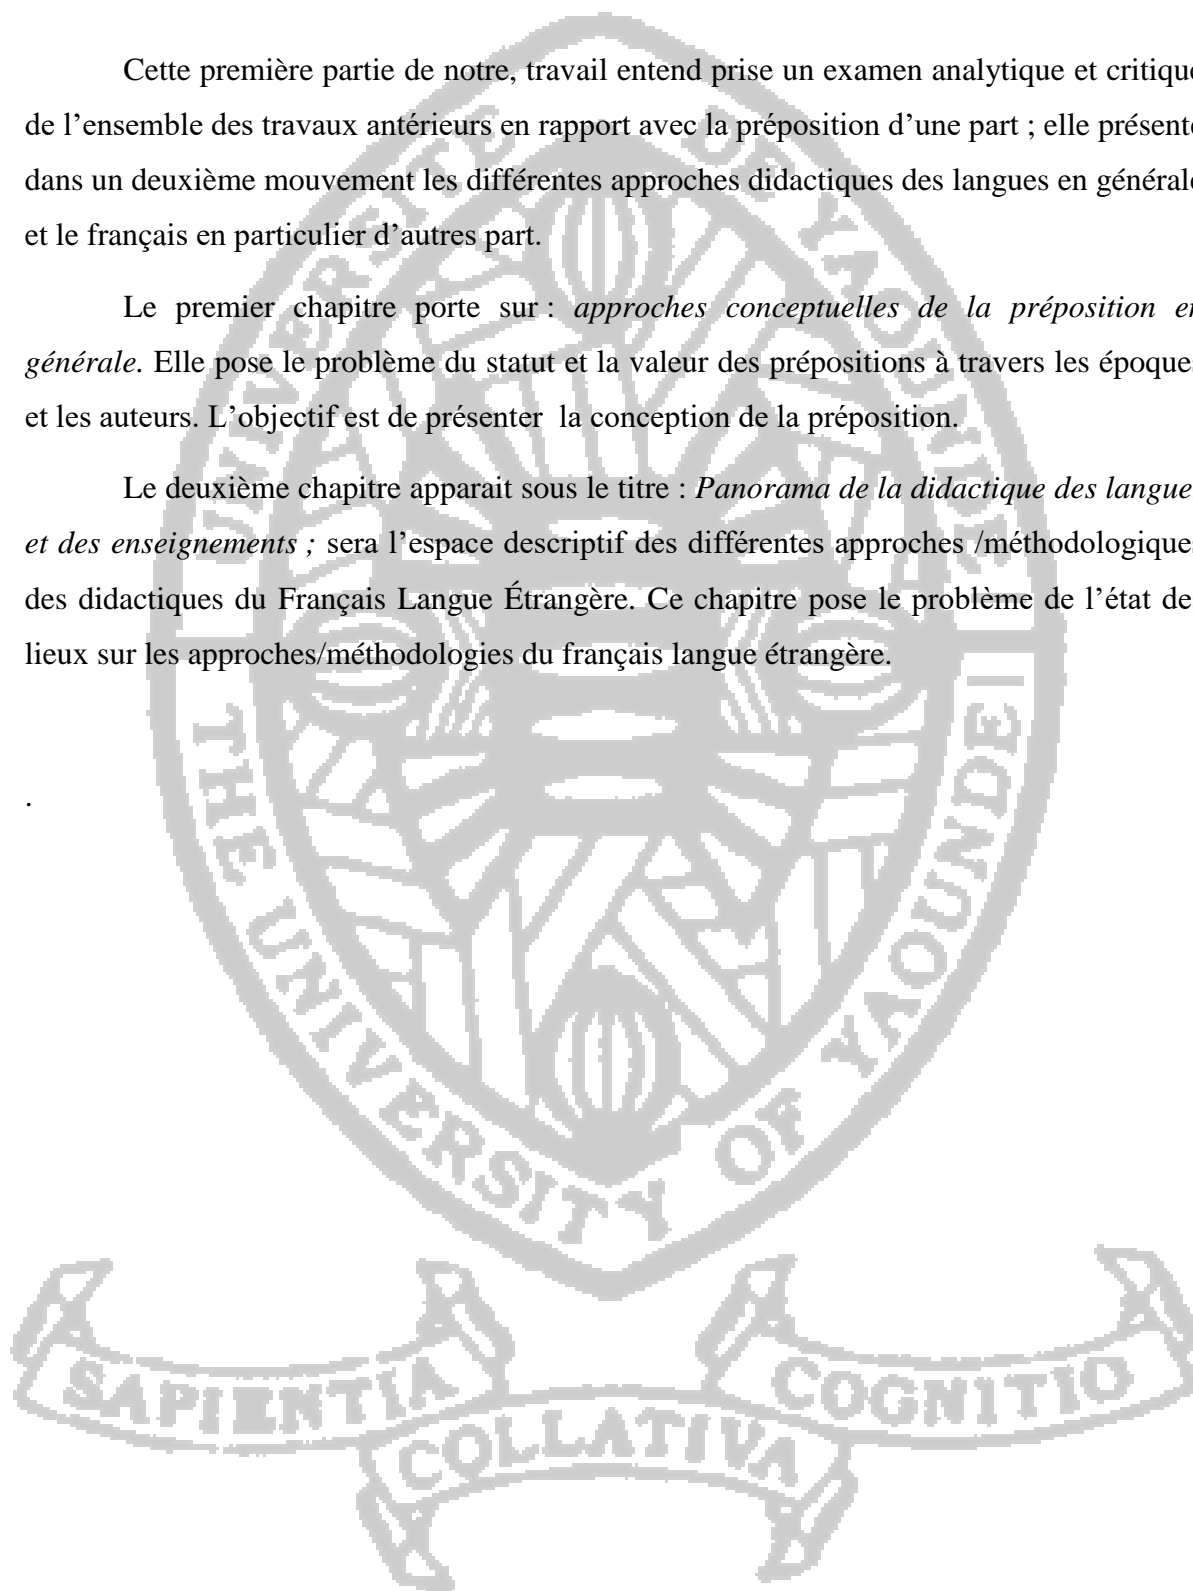 Cette première partie de notre, travail entend prise un examen analytique et critique
de l'ensemble des travaux antérieurs en rapport avec la préposition d'une part ; elle présente
dans un deuxième mouvement les différentes approches didactiques des langues en générale
et le français en particulier d'autres part.
Le premier chapitre porte sur : approches conceptuelles de la préposition en
générale. Elle pose le problème du statut et la valeur des prépositions à travers les époques
et les auteurs. L'objectif est de présenter la conception de la préposition.
Le deuxième chapitre apparait sous le titre : Panorama de la didactique des langue
et des enseignements ; sera l'espace descriptif des différentes approches /méthodologiques
des didactiques du Français Langue Étrangère. Ce chapitre pose le problème de l'état de
lieux sur les approches/méthodologies du français langue étrangère.
.
UNIVERSITE DE YAOUNDE I
THE UNIVERSITY OF YAOUNDE I
SAPIENTIA
COLLATIVA
COGNITIO